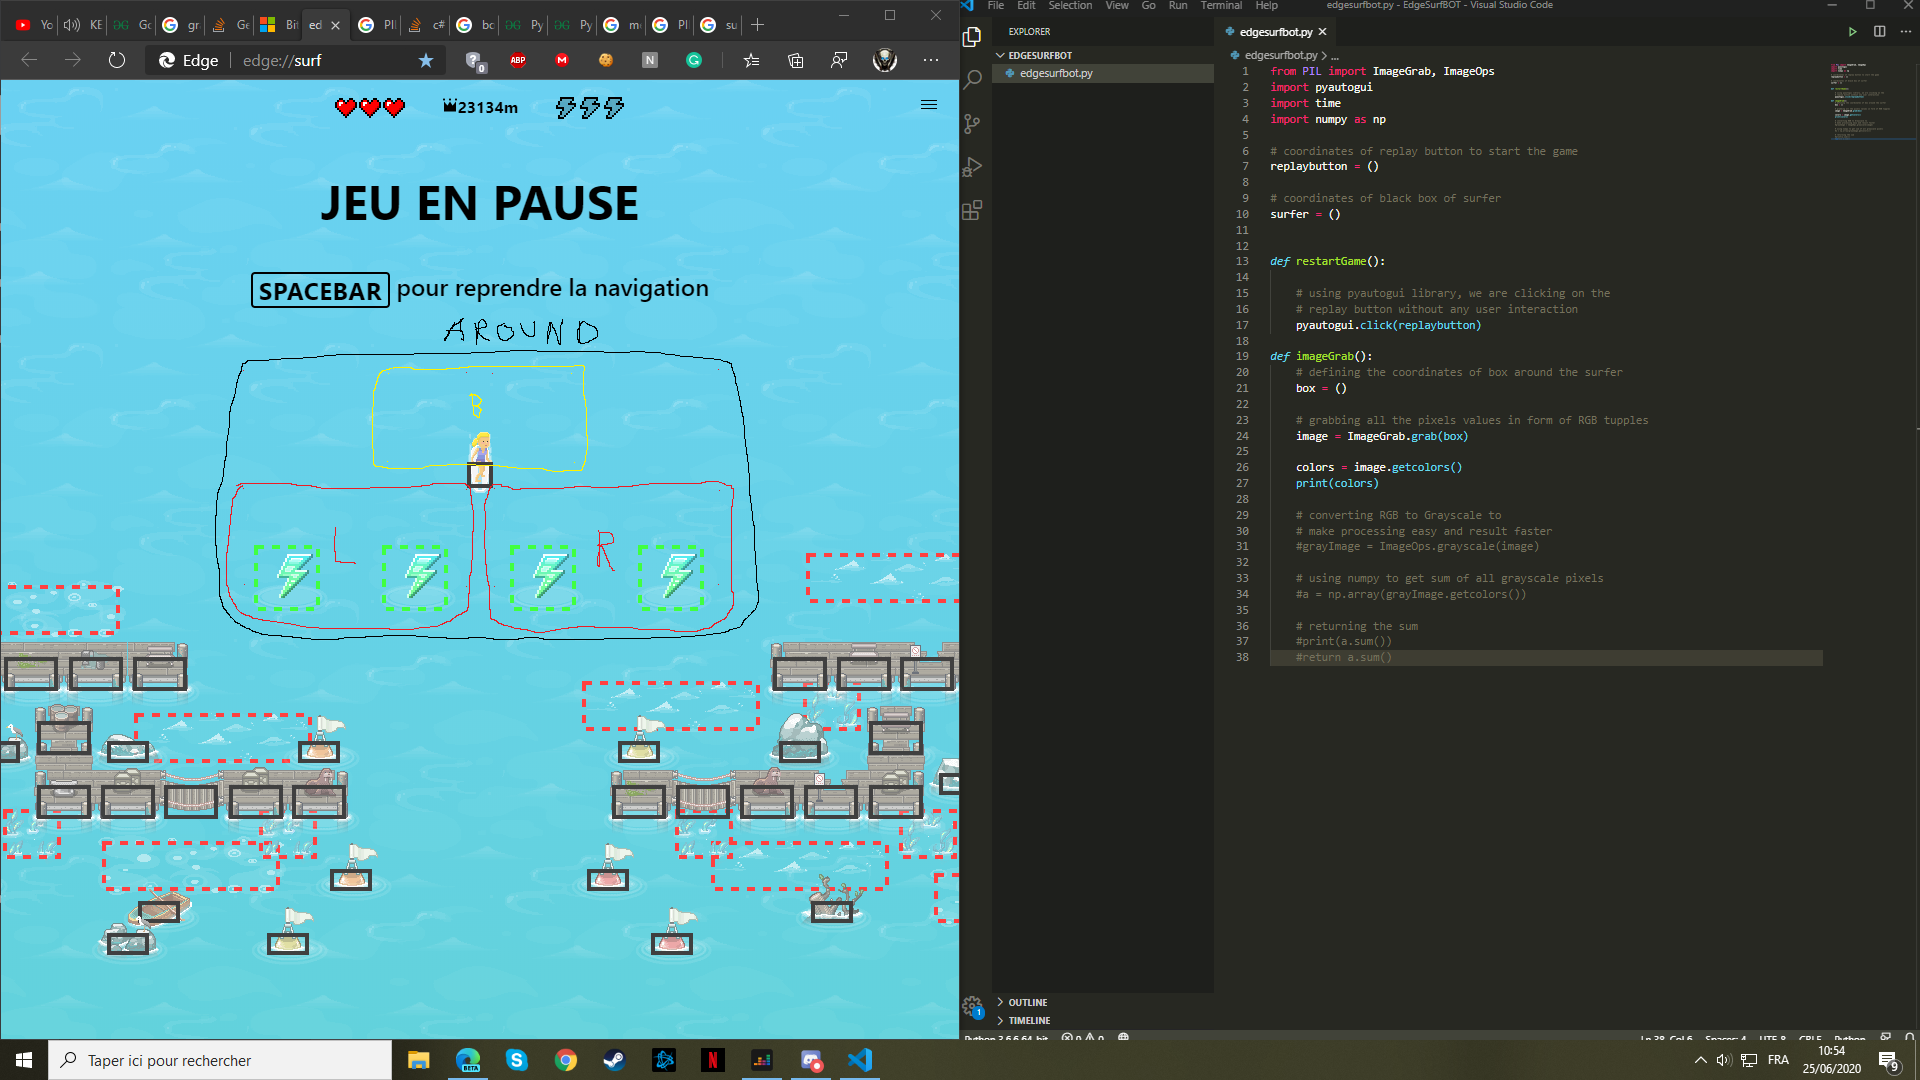 Yo
KE
Go
gr
Ge
Bi
ed
PII
c#
bc
Py
Py
m
PI
su
Edge
edge://surf
0
ABP
M
N
G
23134m
JEU EN PAUSE
SPACEBAR pour reprendre la navigation
AROUND
B
L
R
File Edit Selection View Go Run Terminal Help
edgesurfbot.py - EdgeSurfBOT - Visual Studio Code
EXPLORER
EDGESURFBOT
edgesurfbot.py
OUTLINE
TIMELINE
1
edgesurfbot.py
edgesurfbot.py > ...
1 from PIL import ImageGrab, ImageOps
2 import pyautogui
3 import time
4 import numpy as np
5
6 # coordinates of replay button to start the game
7 replaybutton = ()
8
9 # coordinates of black box of surfer
10 surfer = ()
11
12
13 def restartGame():
14
15 # using pyautogui library, we are clicking on the
16 # replay button without any user interaction
17 pyautogui.click(replaybutton)
18
19 def imageGrab():
20 # defining the coordinates of box around the surfer
21 box = ()
22
23 # grabbing all the pixels values in form of RGB tupples
24 image = ImageGrab.grab(box)
25
26 colors = image.getcolors()
27 print(colors)
28
29 # converting RGB to Grayscale to
30 # make processing easy and result faster
31 #grayImage = ImageOps.grayscale(image)
32
33 # using numpy to get sum of all grayscale pixels
34 #a = np.array(grayImage.getcolors())
35
36 # returning the sum
37 #print(a.sum())
38 #return a.sum()
Python 3.6.6 64-bit 0 0
Ln 38, Col 6 Spaces: 4 UTF-8 CRLF Python
Taper ici pour rechercher
BETA
N
FRA
10:54
25/06/2020
9